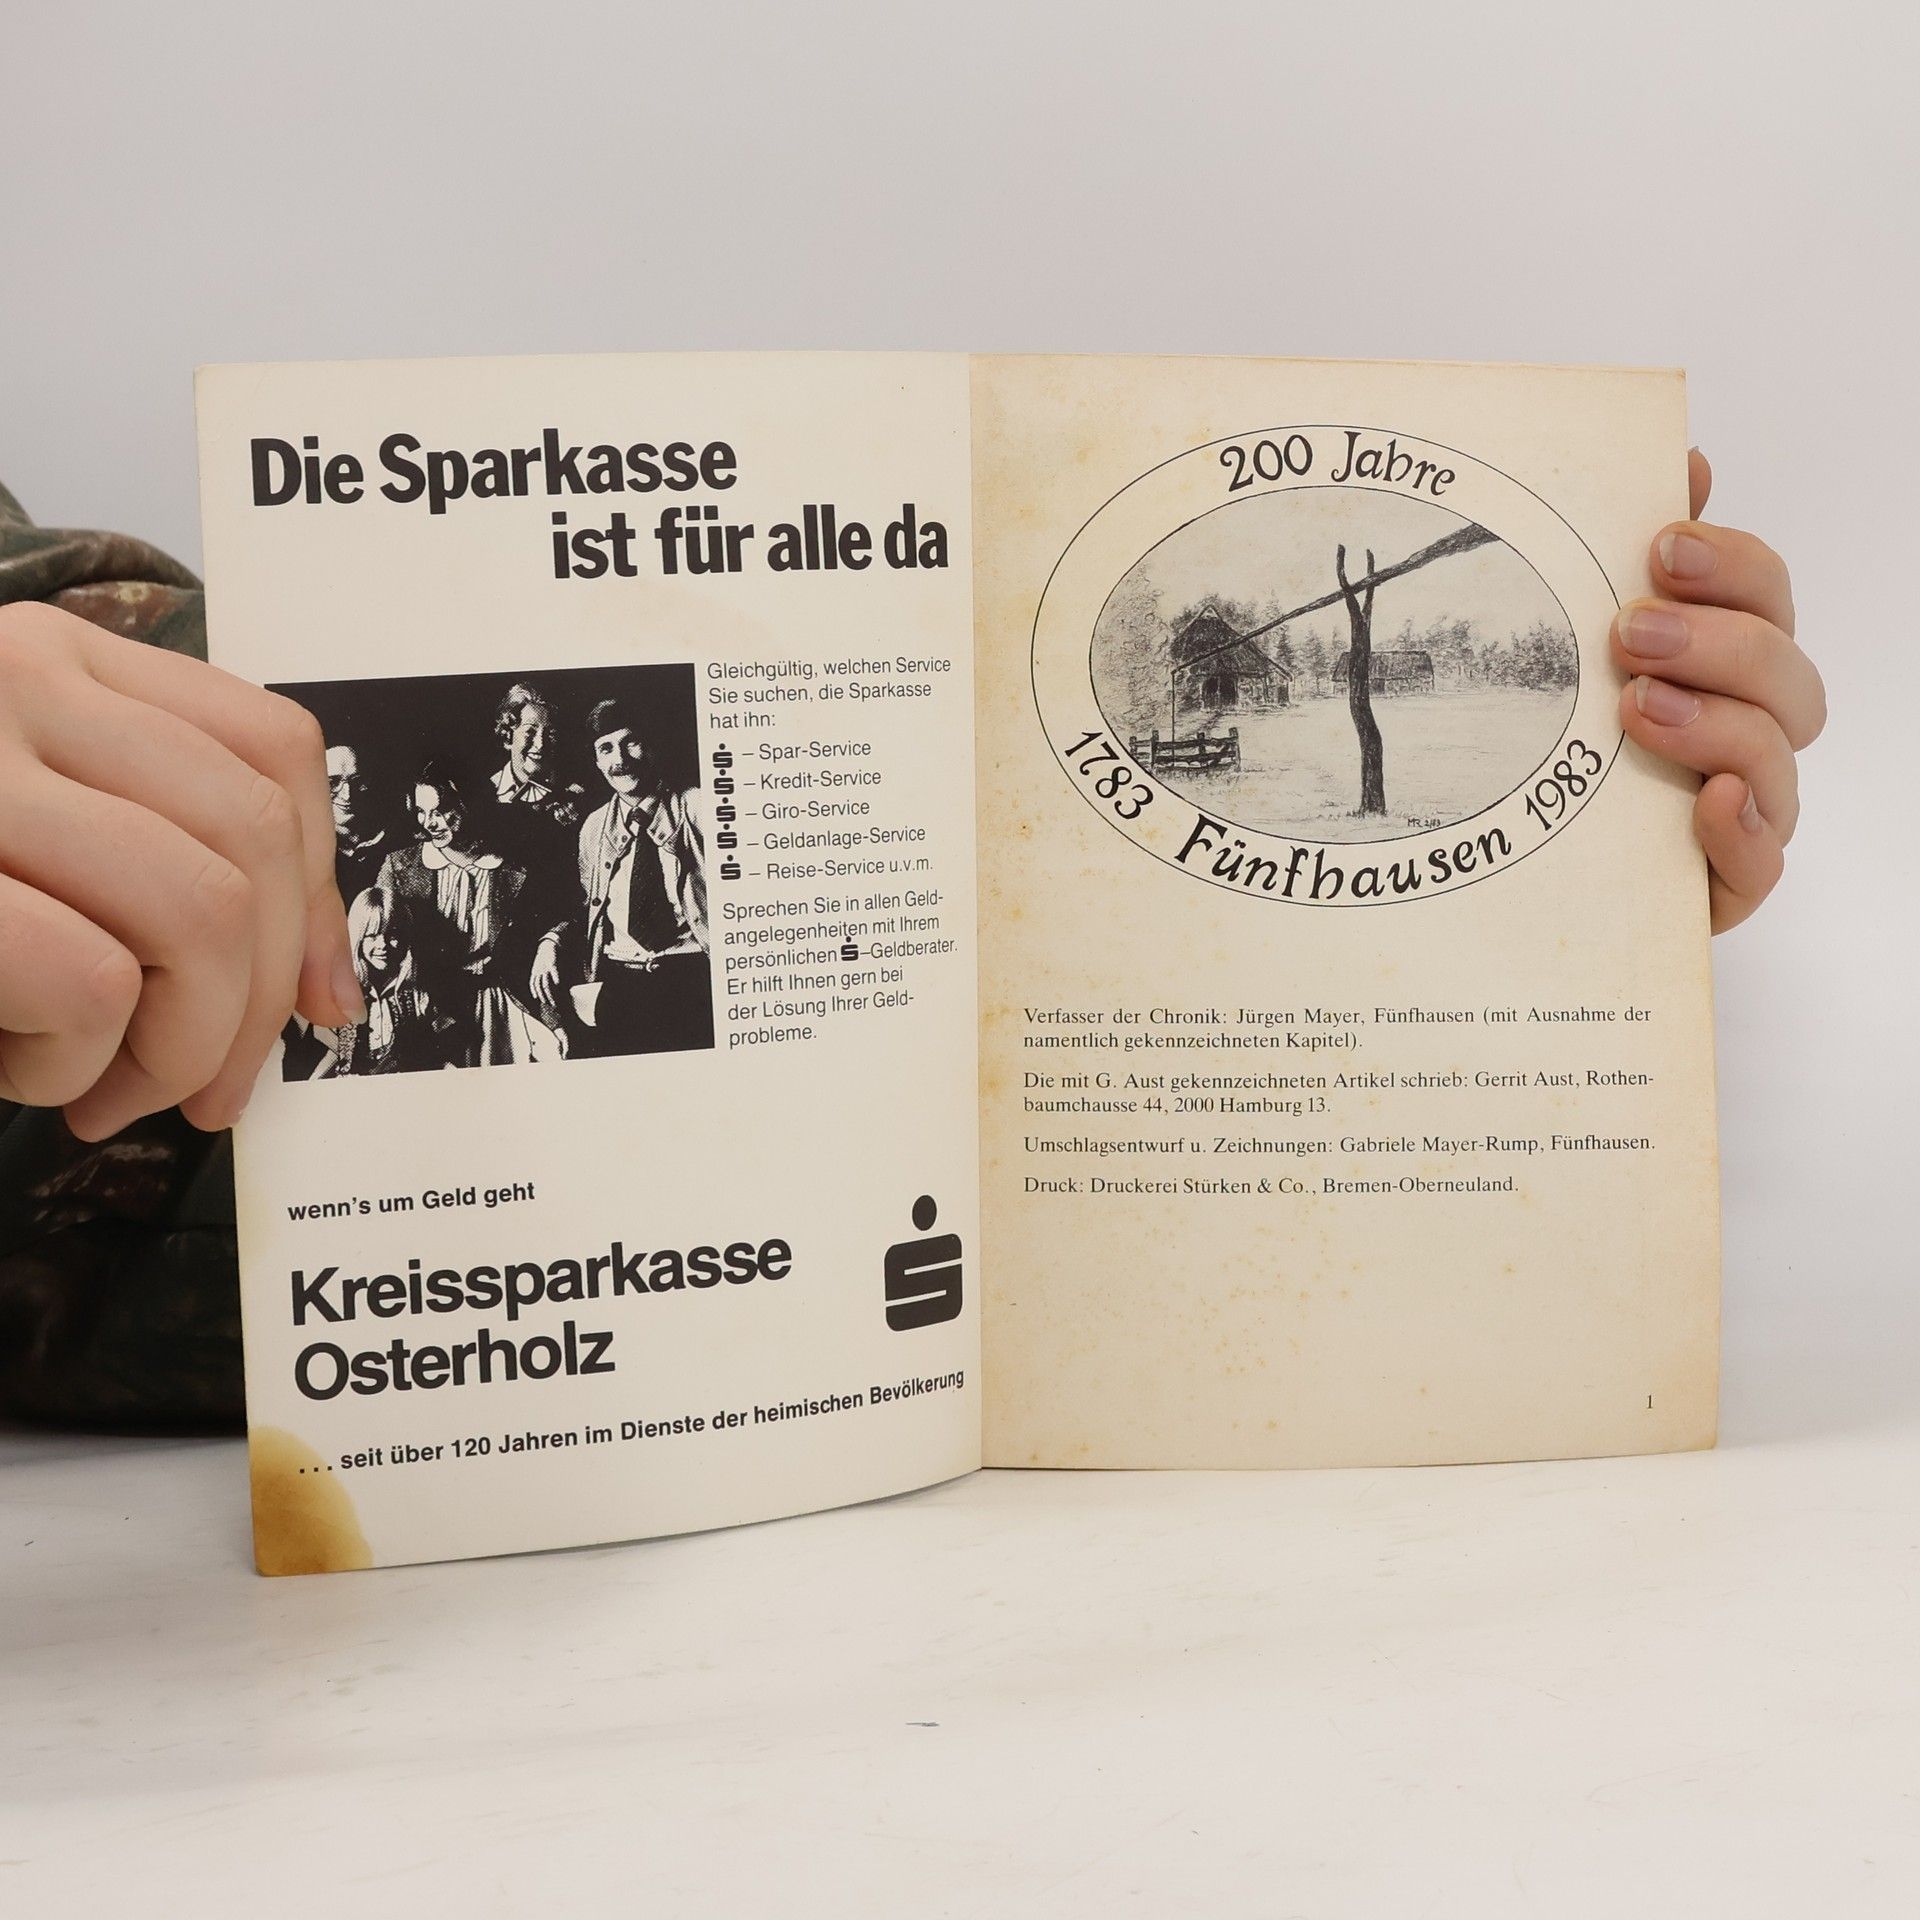 Die Sparkasse
ist für alle da
Gleichgültig, welchen Service
Sie suchen, die Sparkasse
hat ihn:
– Spar-Service
– Kredit-Service
– Giro-Service
– Geldanlage-Service
– Reise-Service u.v.m.
Sprechen Sie in allen Geld-
angelegenheiten mit Ihrem
persönlichen S–Geldberater.
Er hilft Ihnen gern bei
der Lösung Ihrer Geld-
probleme.
wenn's um Geld geht
Kreissparkasse
Osterholz
. . . seit über 120 Jahren im Dienste der heimischen Bevölkerung
200 Jahre
1783 Fünfhausen 1983
MR 2/83
Verfasser der Chronik: Jürgen Mayer, Fünfhausen (mit Ausnahme der
namentlich gekennzeichneten Kapitel).
Die mit G. Aust gekennzeichneten Artikel schrieb: Gerrit Aust, Rothen-
baumchausse 44, 2000 Hamburg 13.
Umschlagsentwurf u. Zeichnungen: Gabriele Mayer-Rump, Fünfhausen.
Druck: Druckerei Stürken & Co., Bremen-Oberneuland.
1